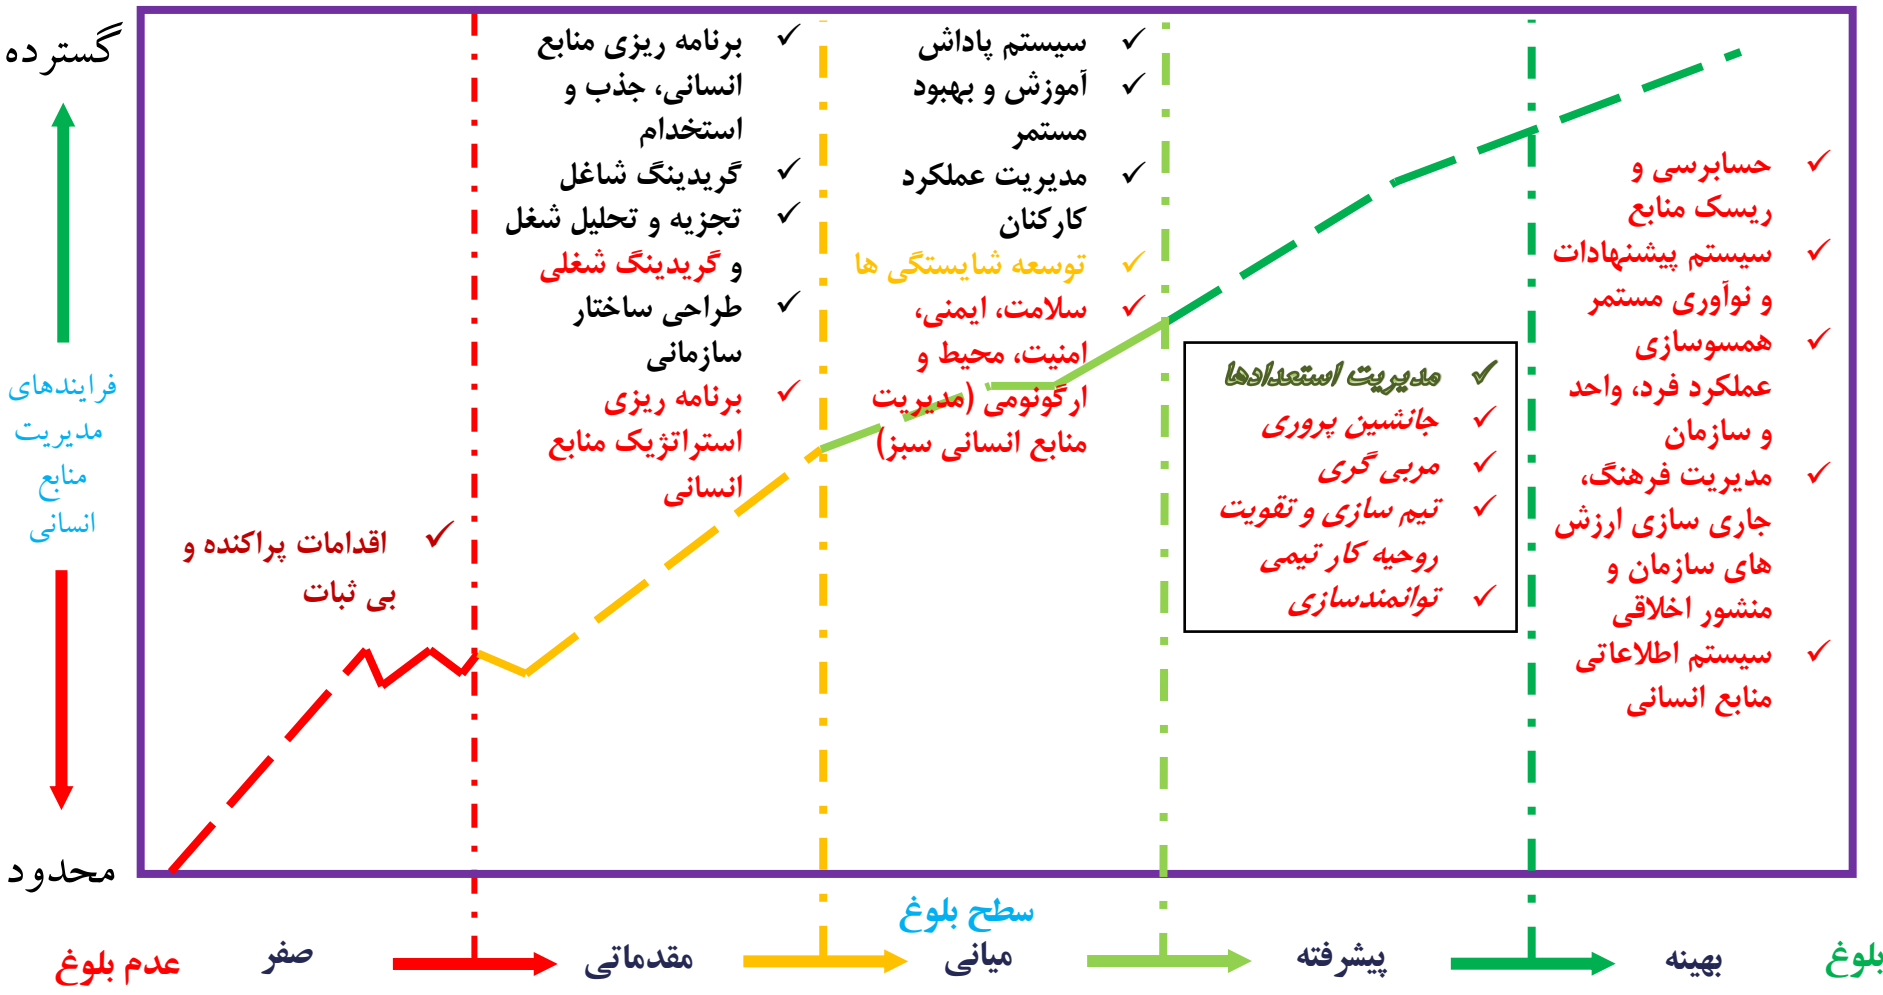 گسترده
فرایندهای
مدیریت
منابع
انسانی
محدود
✓ اقدامات پراکنده و
بی ثبات
✓ برنامه ریزی منابع
انسانی، جذب و
استخدام
✓ گریدینگ شاغل
✓ تجزیه و تحلیل شغل
و گریدینگ شغلی
✓ طراحی ساختار
سازمانی
✓ برنامه ریزی
استراتژیک منابع
انسانی
✓ سیستم پاداش
✓ آموزش و بهبود
مستمر
✓ مدیریت عملکرد
کارکنان
✓ توسعه شایستگی ها
✓ سلامت، ایمنی،
امنیت، محیط و
ارگونومی (مدیریت
منابع انسانی سبز)
✓ مدیریت استعدادها
✓ جانشین پروری
✓ مربی گری
✓ تیم سازی و تقویت
روحیه کار تیمی
✓ توانمندسازی
✓ حسابرسی و
ریسک منابع
✓ سیستم پیشنهادات
و نوآوری مستمر
✓ همسوسازی
عملکرد فرد، واحد
و سازمان
✓ مدیریت فرهنگ،
جاری سازی ارزش
های سازمان و
منشور اخلاقی
✓ سیستم اطلاعاتی
منابع انسانی
سطح بلوغ
عدم بلوغ
صفر
مقدماتی
میانی
پیشرفته
بهینه
بلوغ